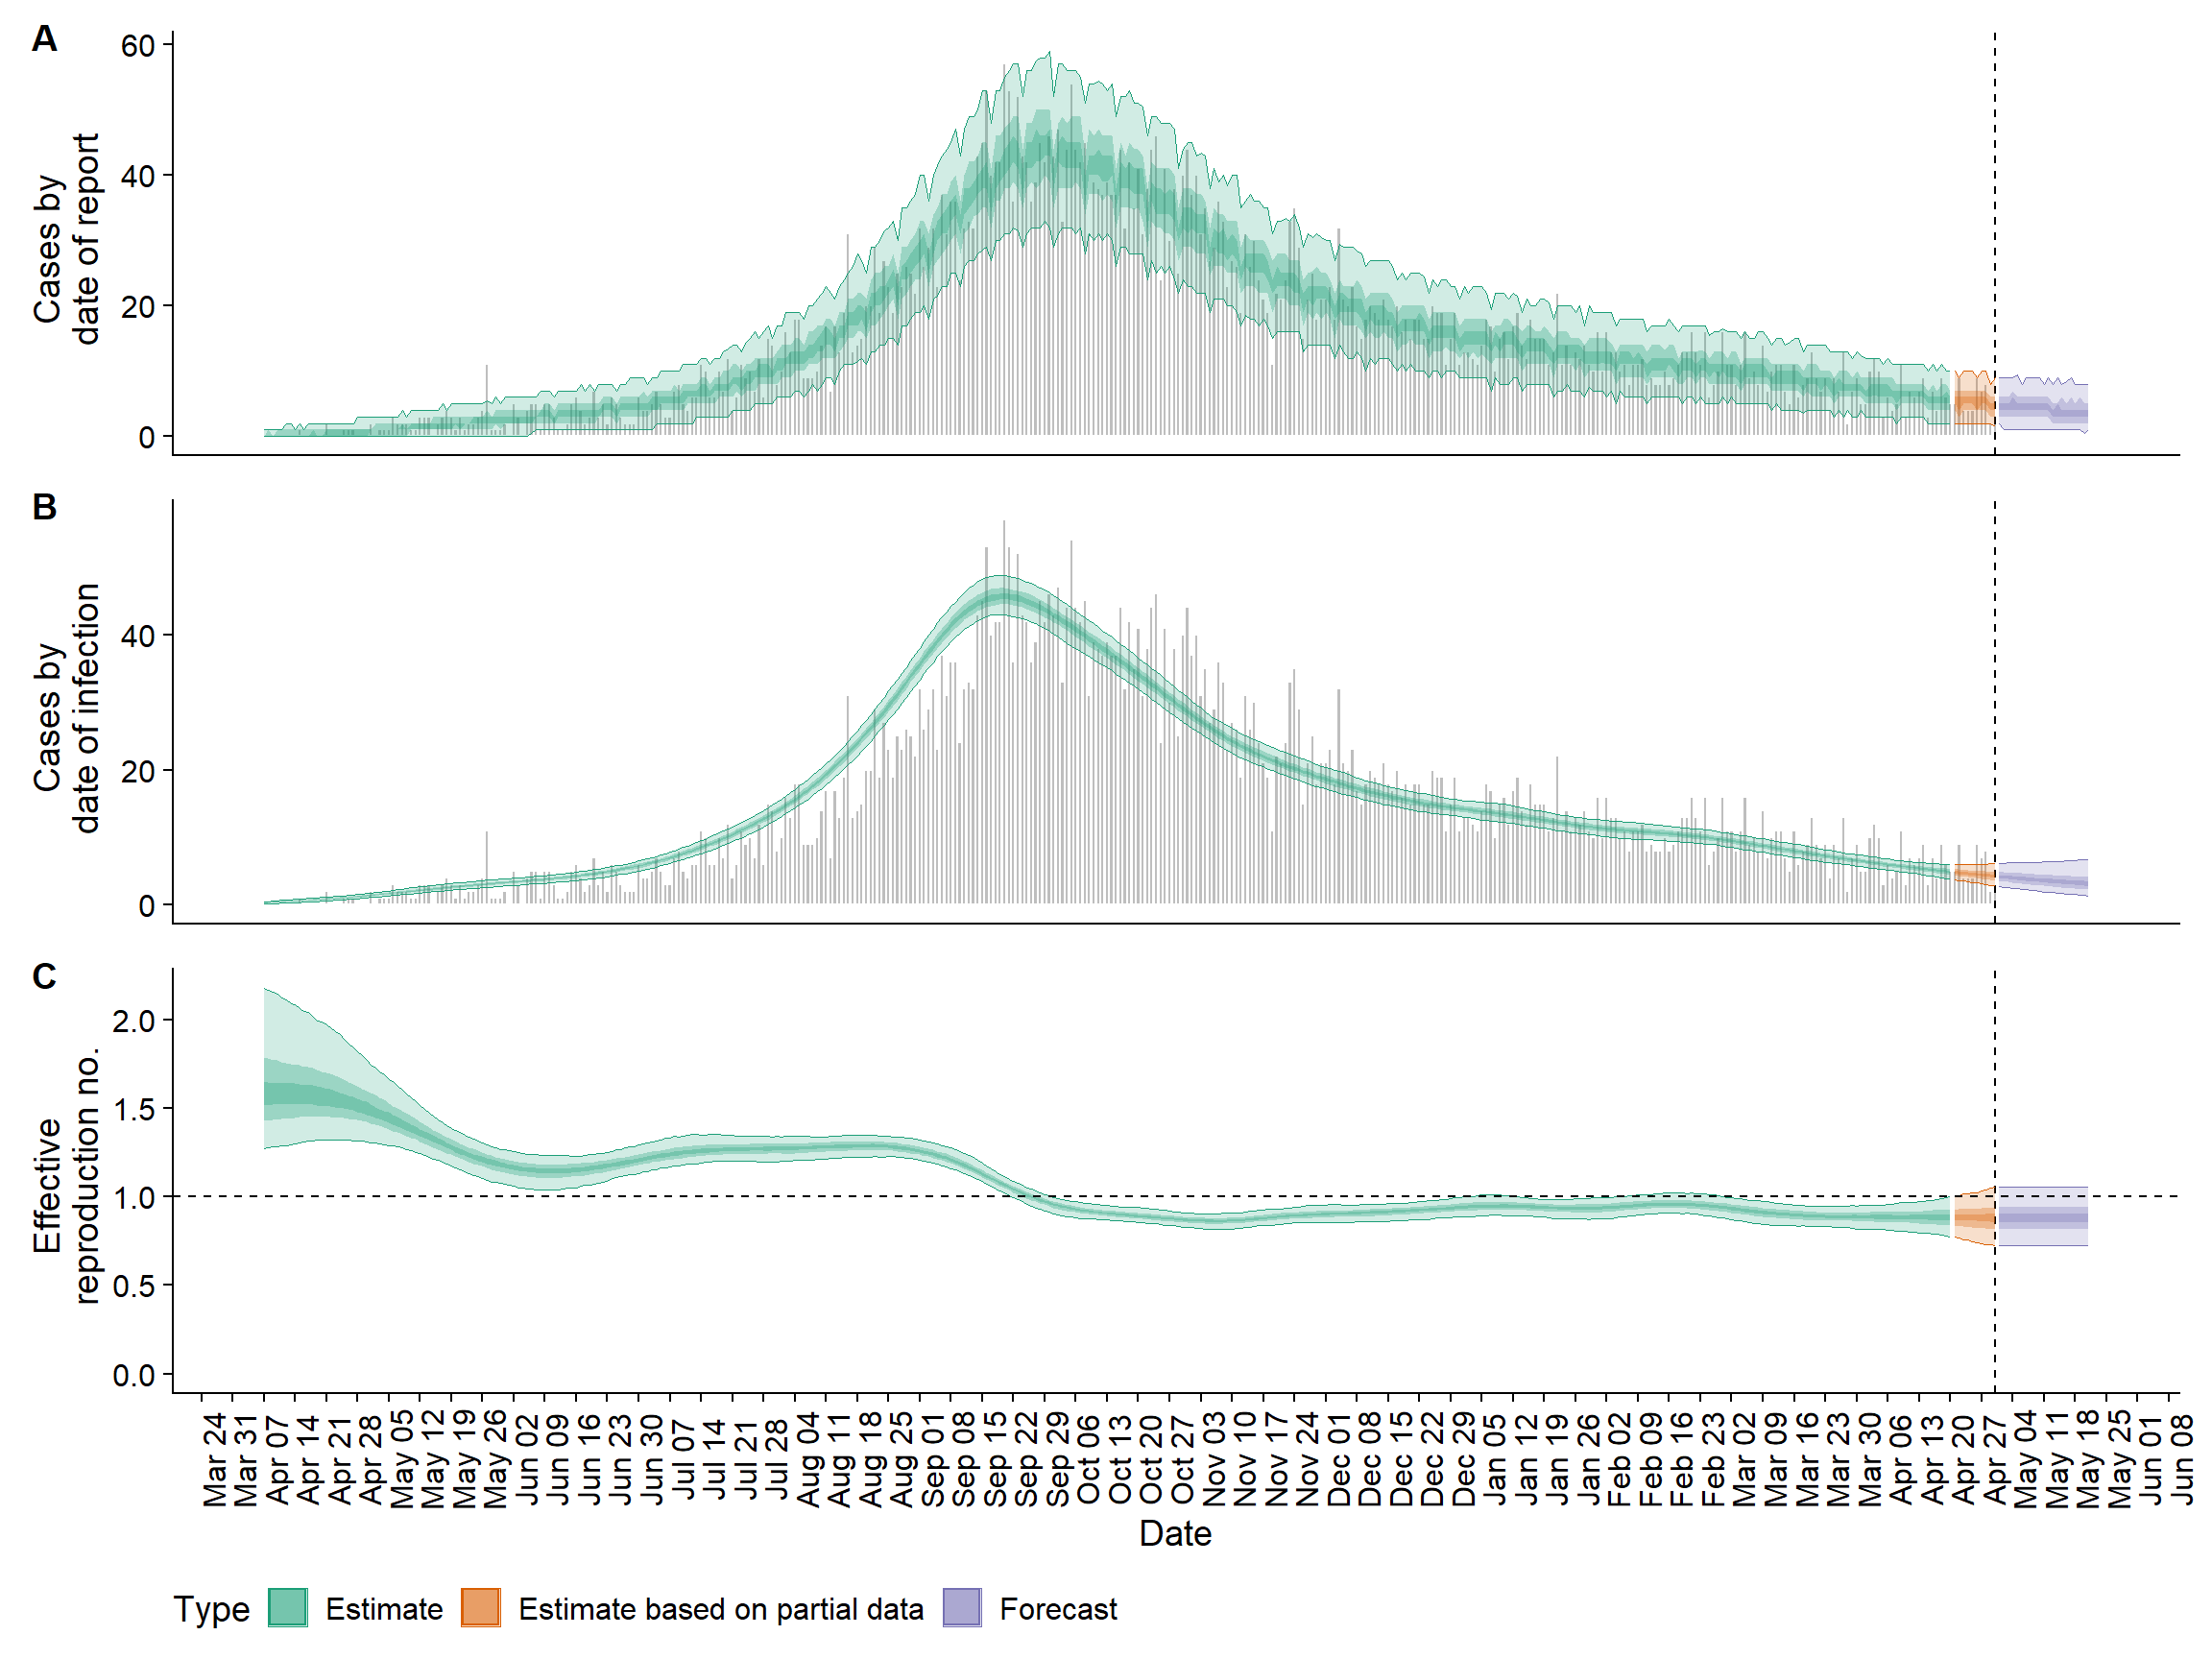 A
60
40
20
0
Cases by
date of report
B
40
20
0
Cases by
date of infection
C
2.0
1.5
1.0
0.5
0.0
Effective
reproduction no.
Mar 24
Mar 31
Apr 07
Apr 14
Apr 21
Apr 28
May 05
May 12
May 19
May 26
Jun 02
Jun 09
Jun 16
Jun 23
Jun 30
Jul 07
Jul 14
Jul 21
Jul 28
Aug 04
Aug 11
Aug 18
Aug 25
Sep 01
Sep 08
Sep 15
Sep 22
Sep 29
Oct 06
Oct 13
Oct 20
Oct 27
Nov 03
Nov 10
Nov 17
Nov 24
Dec 01
Dec 08
Dec 15
Dec 22
Dec 29
Jan 05
Jan 12
Jan 19
Jan 26
Feb 02
Feb 09
Feb 16
Feb 23
Mar 02
Mar 09
Mar 16
Mar 23
Mar 30
Apr 06
Apr 13
Apr 20
Apr 27
May 04
May 11
May 18
May 25
Jun 01
Jun 08
Date
Type Estimate Estimate based on partial data Forecast